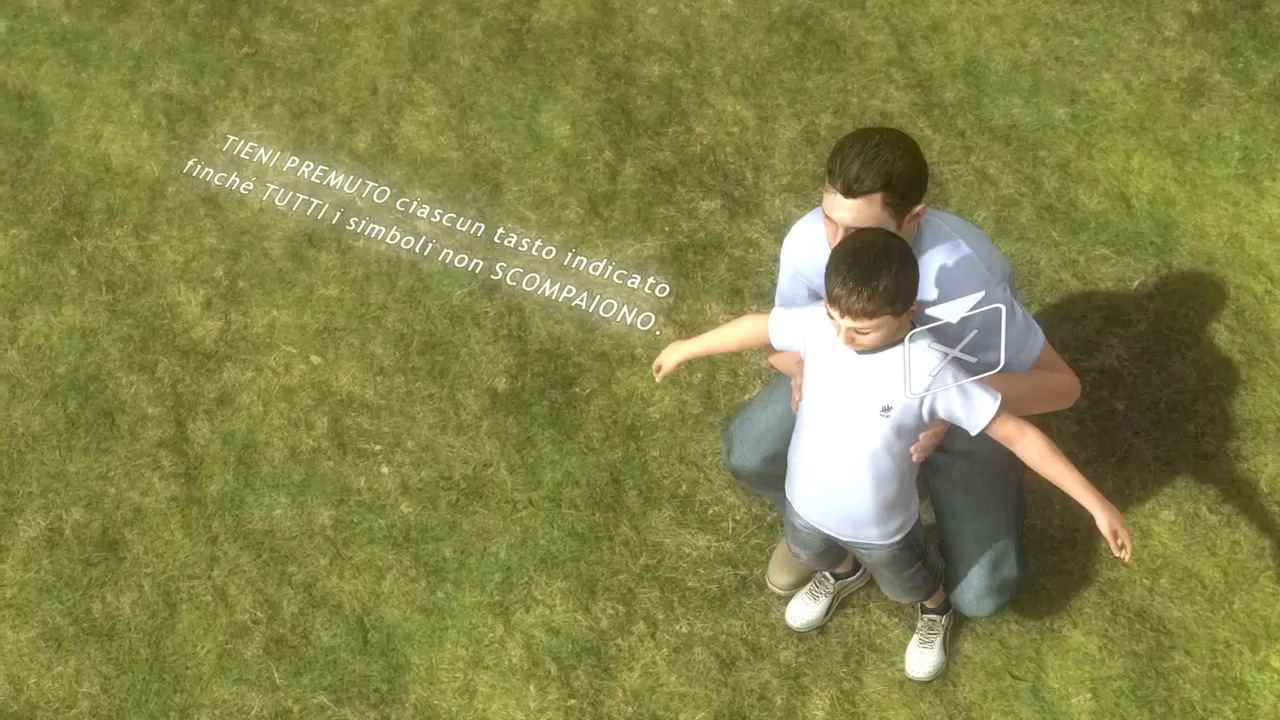 TIENI PREMUTO ciascun tasto indicato
finché TUTTI i simboli non SCOMPAIONO.